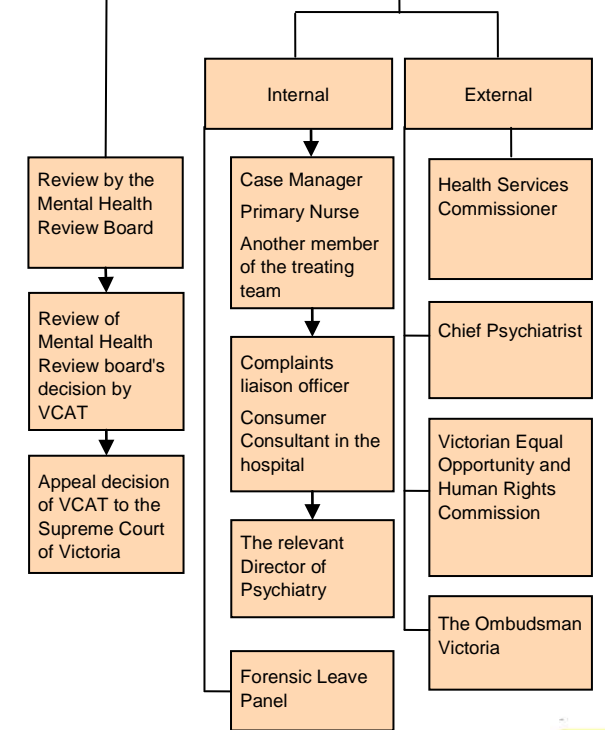 Internal
External
Review by the
Mental Health
Review Board
Review of
Mental Health
Review board's
decision by
VCAT
Appeal decision
of VCAT to the
Supreme Court
of Victoria
Case Manager
Primary Nurse
Another member
of the treating
team
Complaints
liaison officer
Consumer
Consultant in the
hospital
The relevant
Director of
Psychiatry
Forensic Leave
Panel
Health Services
Commissioner
Chief Psychiatrist
Victorian Equal
Opportunity and
Human Rights
Commission
The Ombudsman
Victoria